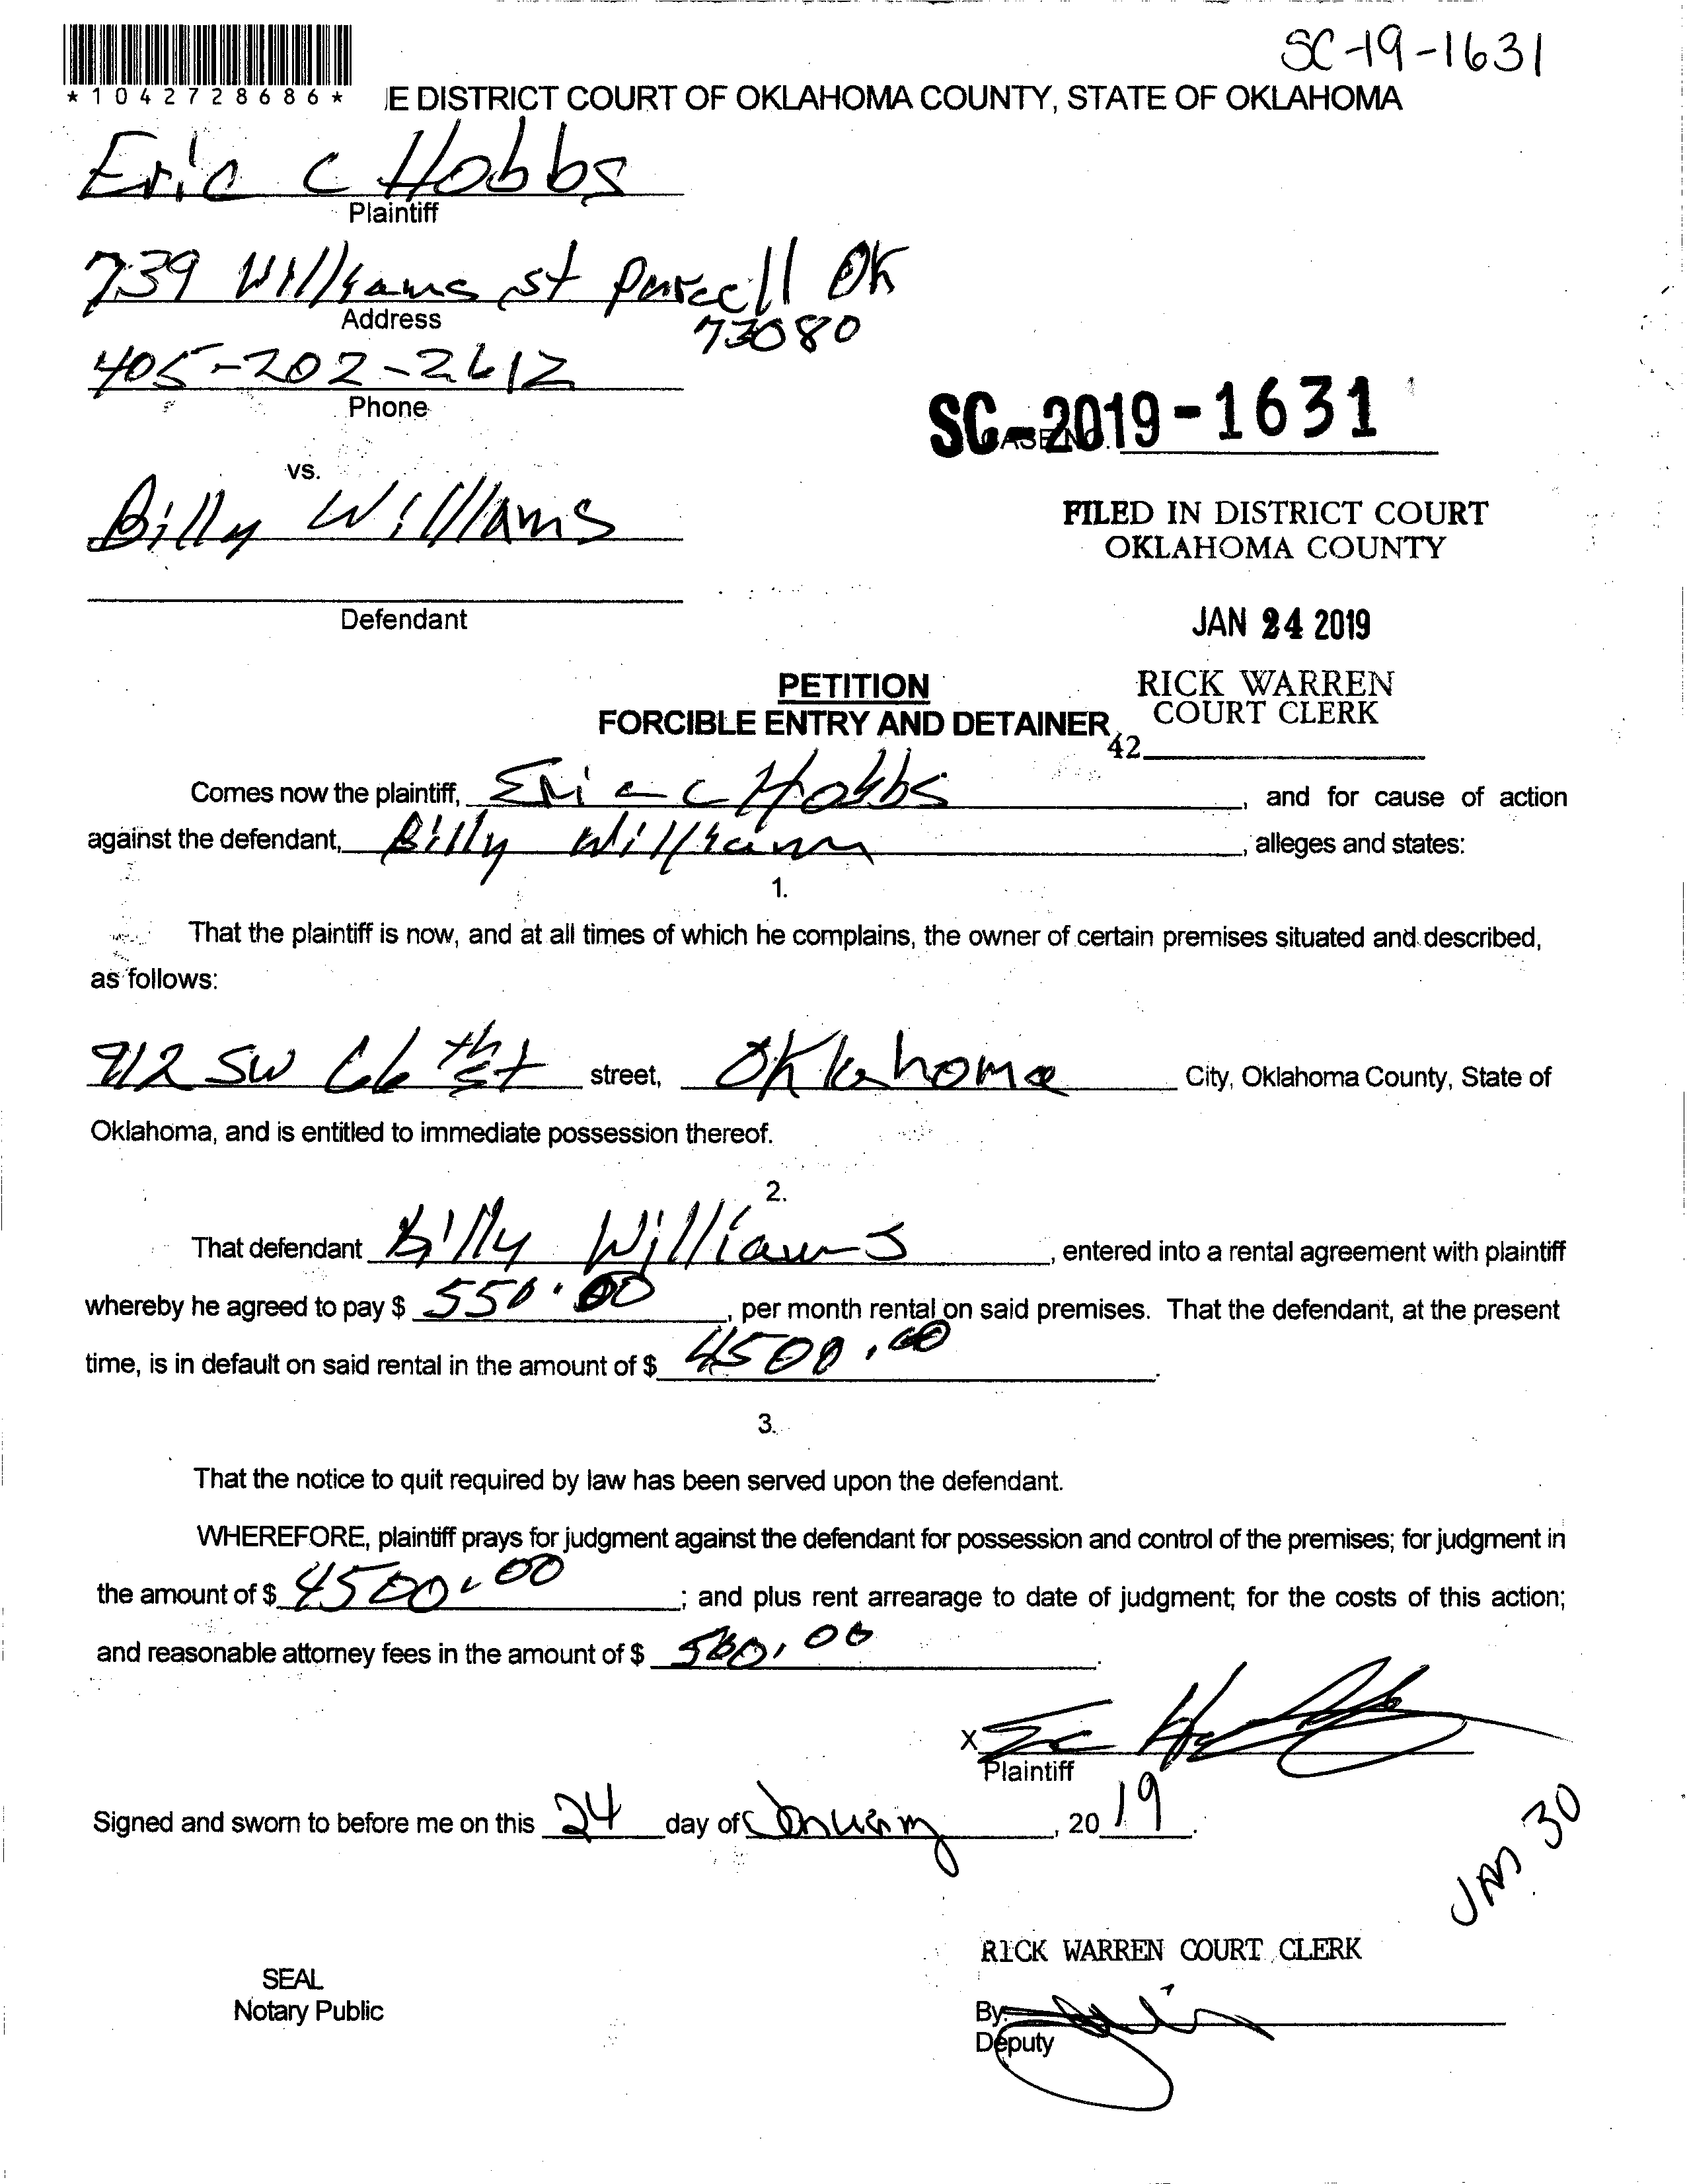 SC-19-1631
*1042728686*
E DISTRICT COURT OF OKLAHOMA COUNTY, STATE OF OKLAHOMA
Eric C Hobbs
Plaintiff
739 Williams st Purcell OK
Address
73080
405-202-2612
Phone
SC-2019-1631
vs.
Billy Williams
FILED IN DISTRICT COURT
OKLAHOMA COUNTY
Defendant
JAN 24 2019
PETITION
RICK WARREN
COURT CLERK
FORCIBLE ENTRY AND DETAINER
42
Comes now the plaintiff, Eric C Hobbs, and for cause of action
against the defendant, Billy Williams, alleges and states:
1.
That the plaintiff is now, and at all times of which he complains, the owner of certain premises situated and described,
as follows:
912 SW 66th st street, Oklahoma City, Oklahoma County, State of
Oklahoma, and is entitled to immediate possession thereof.
2.
That defendant Billy Williams, entered into a rental agreement with plaintiff
whereby he agreed to pay $ 550.00, per month rental on said premises. That the defendant, at the present
time, is in default on said rental in the amount of $ 4500.00.
3.
That the notice to quit required by law has been served upon the defendant.
WHEREFORE, plaintiff prays for judgment against the defendant for possession and control of the premises; for judgment in
the amount of $ 4500.00; and plus rent arrearage to date of judgment; for the costs of this action;
and reasonable attorney fees in the amount of $ 500.00.
X
Plaintiff
Signed and sworn to before me on this 24 day of January, 2019.
JAN 30
RICK WARREN COURT CLERK
SEAL
Notary Public
By:
Deputy